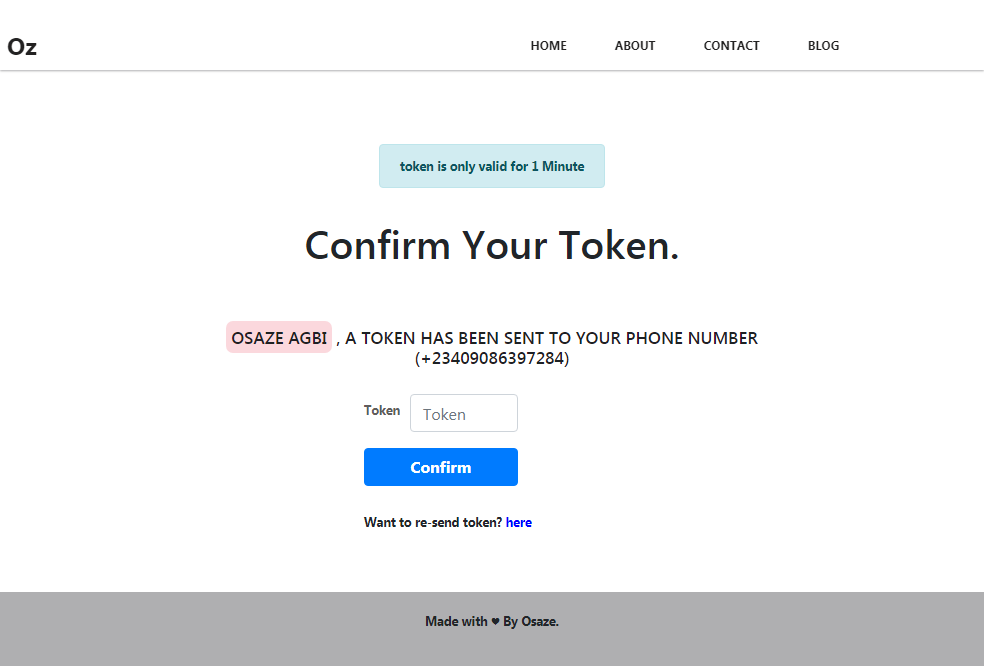 Oz
HOME ABOUT CONTACT BLOG
token is only valid for 1 Minute
Confirm Your Token.
OSAZE AGBI , A TOKEN HAS BEEN SENT TO YOUR PHONE NUMBER
(+23409086397284)
Token Token
Confirm
Want to re-send token? here
Made with ♥ By Osaze.